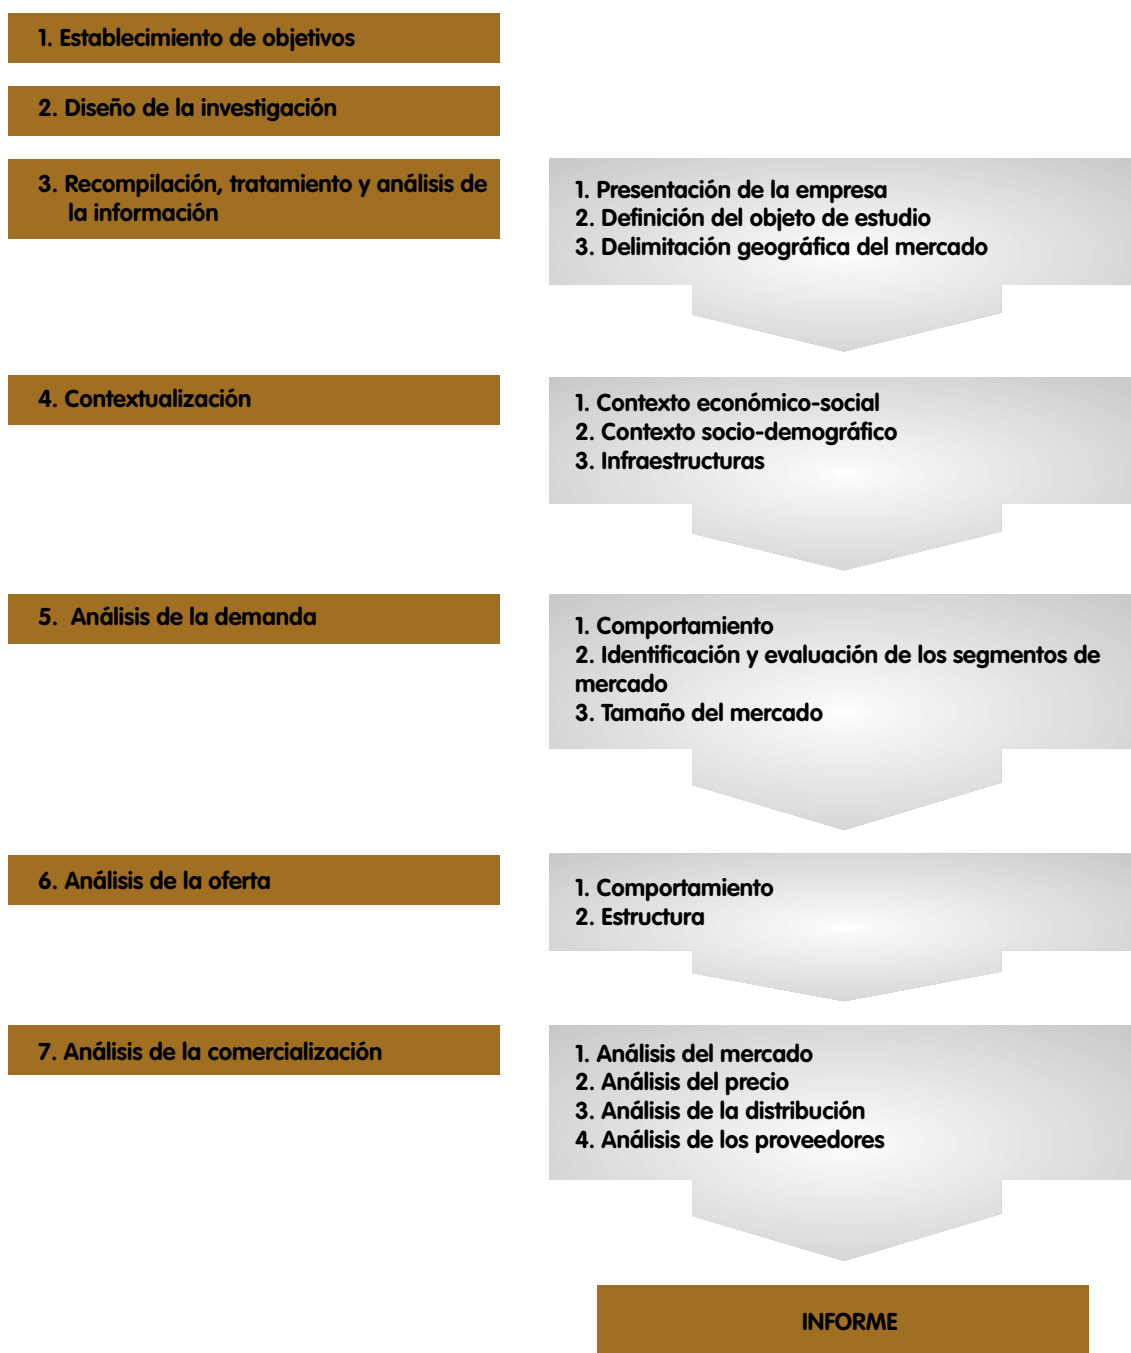 1. Establecimiento de objetivos
2. Diseño de la investigación
3. Recompilación, tratamiento y análisis de
la información
1. Presentación de la empresa
2. Definición del objeto de estudio
3. Delimitación geográfica del mercado
4. Contextualización
1. Contexto económico-social
2. Contexto socio-demográfico
3. Infraestructuras
5. Análisis de la demanda
1. Comportamiento
2. Identificación y evaluación de los segmentos de
mercado
3. Tamaño del mercado
6. Análisis de la oferta
1. Comportamiento
2. Estructura
7. Análisis de la comercialización
1. Análisis del mercado
2. Análisis del precio
3. Análisis de la distribución
4. Análisis de los proveedores
INFORME